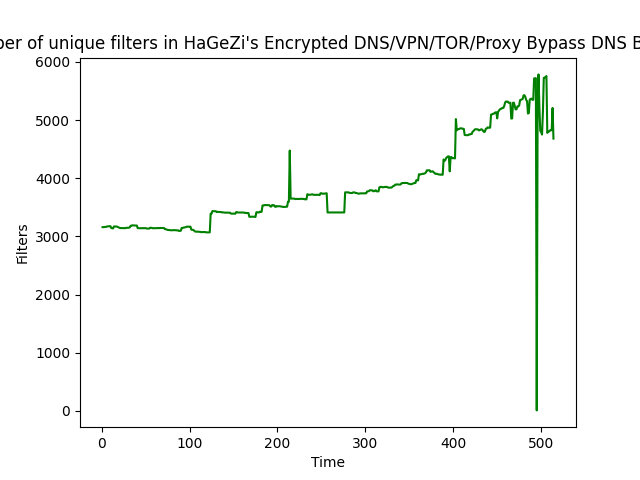 ber of unique filters in HaGeZi's Encrypted DNS/VPN/TOR/Proxy Bypass DNS B
6000
5000
4000
3000
2000
1000
0
Filters
0 100 200 300 400 500
Time